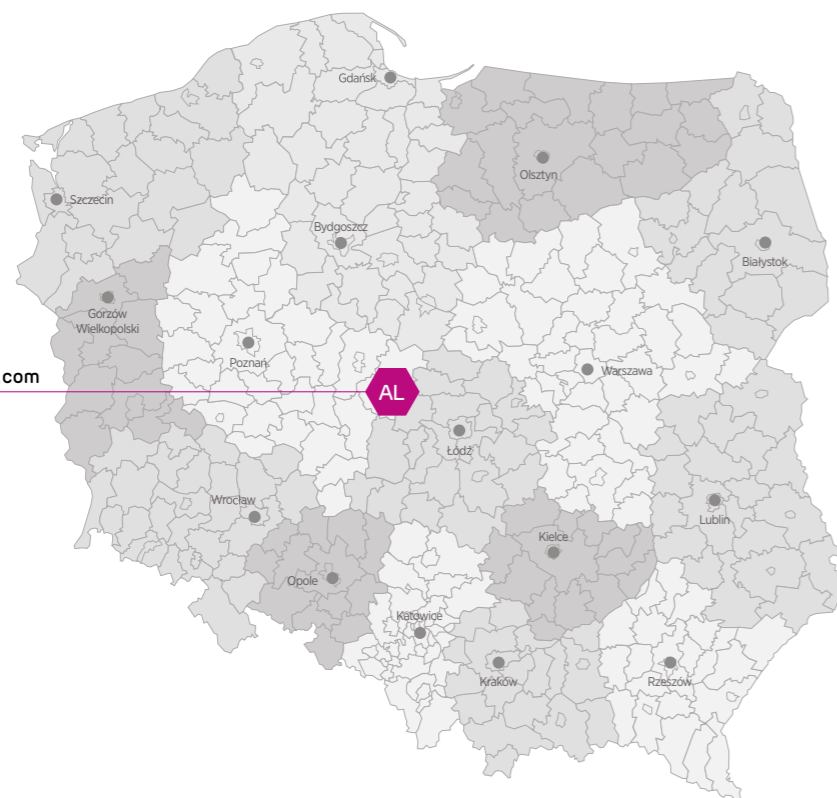 Gdańsk
Olsztyn
Szczecin
Bydgoszcz
Białystok
Gorzów
Wielkopolski
Poznań
Warszawa
com
AL
Łódź
Wrocław
Lublin
Kielce
Opole
Katowice
Kraków
Rzeszów